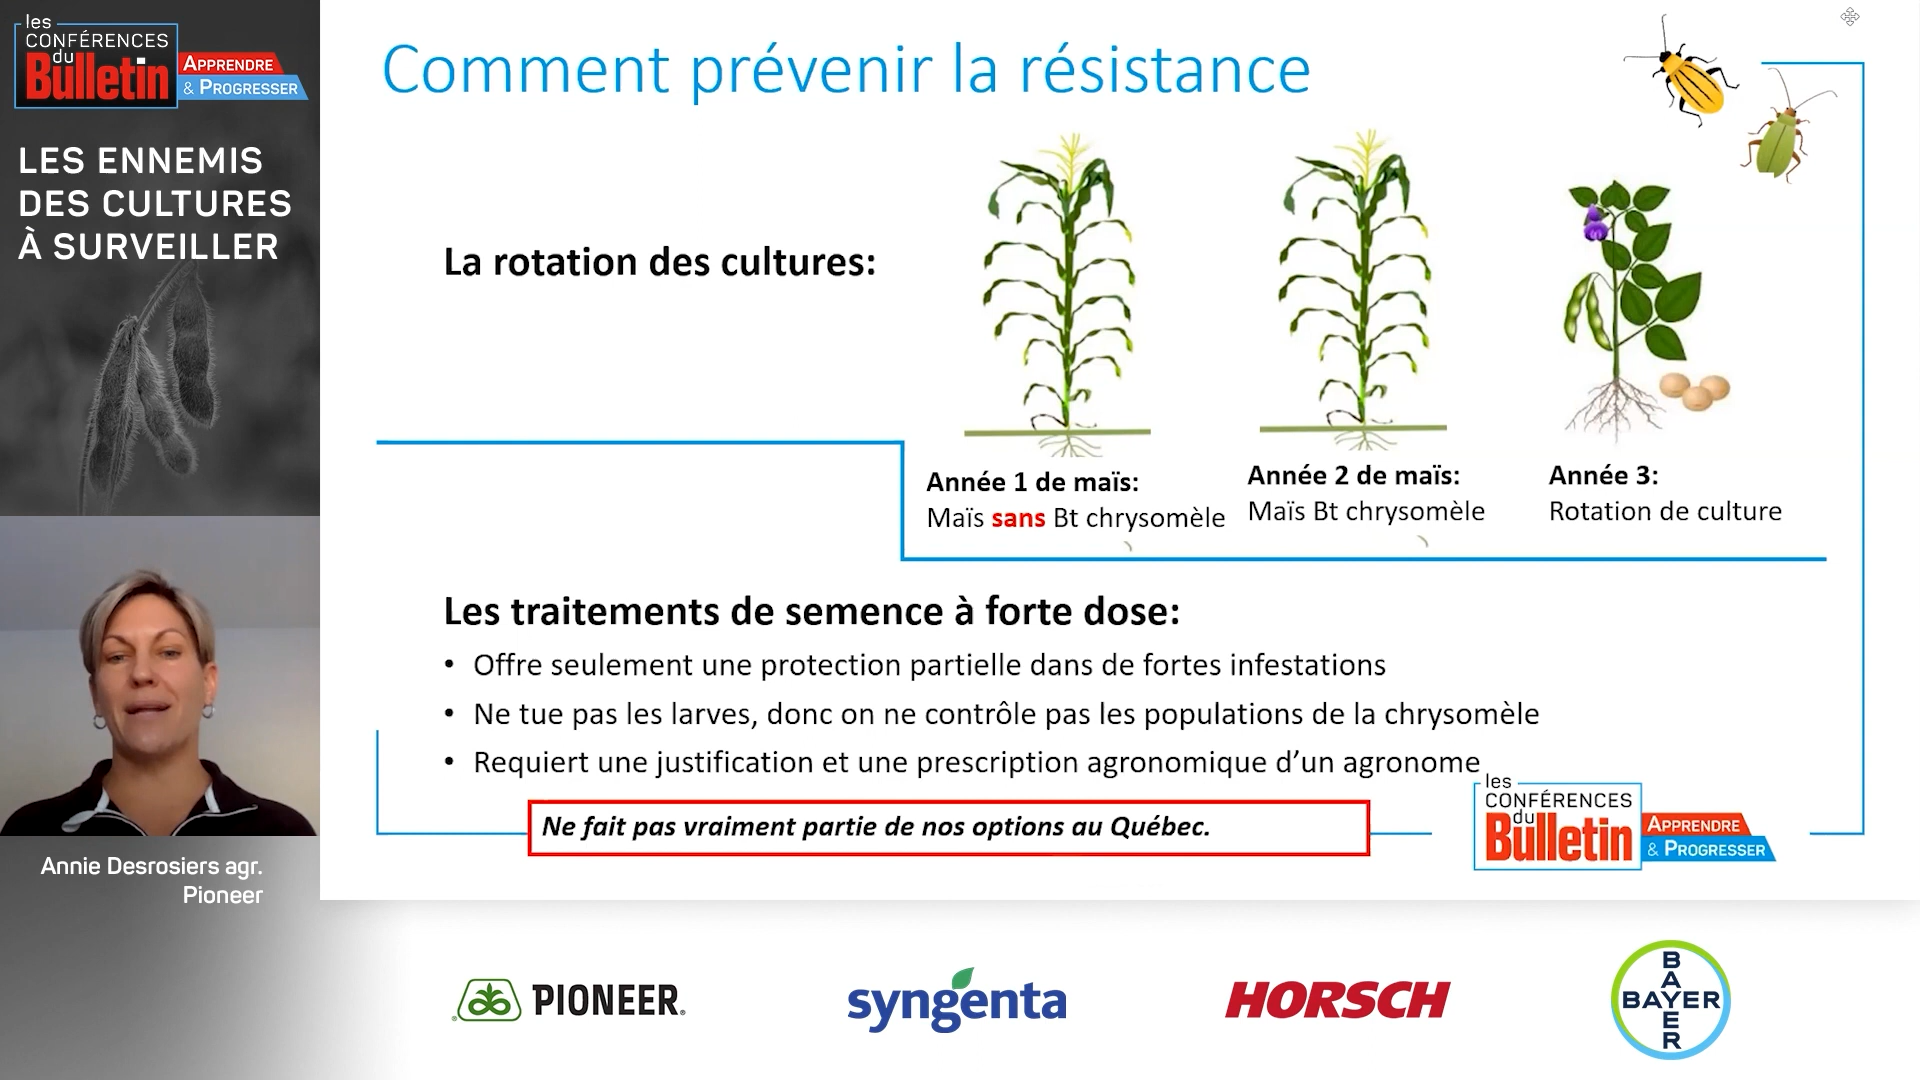 les
CONFÉRENCES
du
Bulletin
APPRENDRE
& PROGRESSER
LES ENNEMIS
DES CULTURES
À SURVEILLER
Comment prévenir la résistance
La rotation des cultures:
Année 1 de maïs:
Maïs sans Bt chrysomèle
Année 2 de maïs:
Maïs Bt chrysomèle
Année 3:
Rotation de culture
Les traitements de semence à forte dose:
• Offre seulement une protection partielle dans de fortes infestations
• Ne tue pas les larves, donc on ne contrôle pas les populations de la chrysomèle
• Requiert une justification et une prescription agronomique d’un agronome
Ne fait pas vraiment partie de nos options au Québec.
les
CONFÉRENCES
du
Bulletin
APPRENDRE
& PROGRESSER
Annie Desrosiers agr.
Pioneer
PIONEER
syngenta
HORSCH
BAYER
BAYER